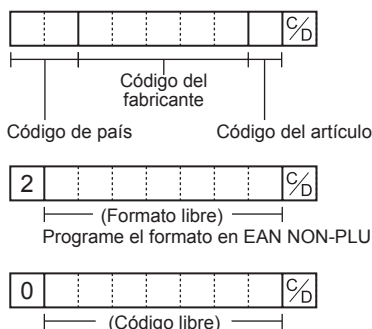 C/D
Código del
fabricante
Código de país Código del artículo
2 C/D
(Formato libre)
Programe el formato en EAN NON-PLU
0 C/D
(Código libre)